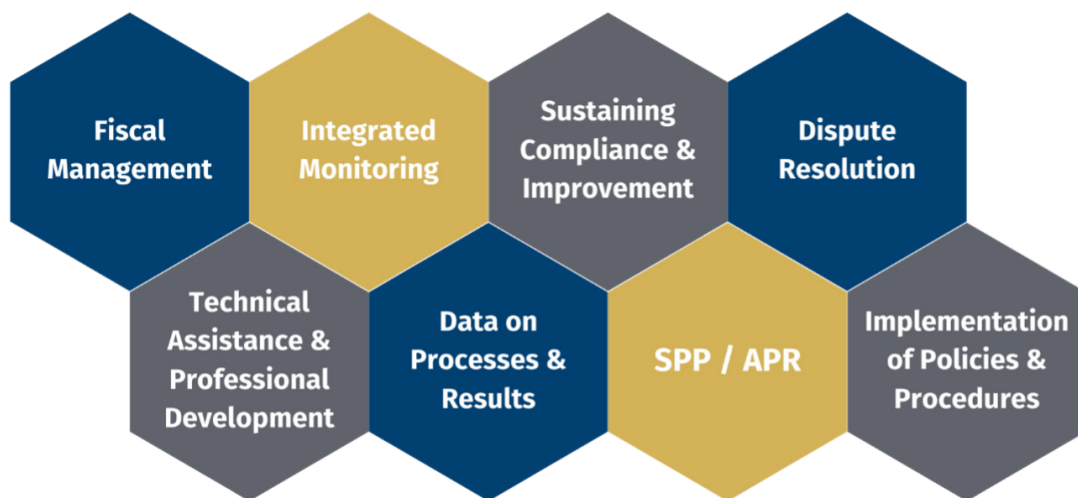 Fiscal
Management
Integrated
Monitoring
Sustaining
Compliance &
Improvement
Dispute
Resolution
Technical
Assistance &
Professional
Development
Data on
Processes &
Results
SPP / APR
Implementation
of Policies &
Procedures